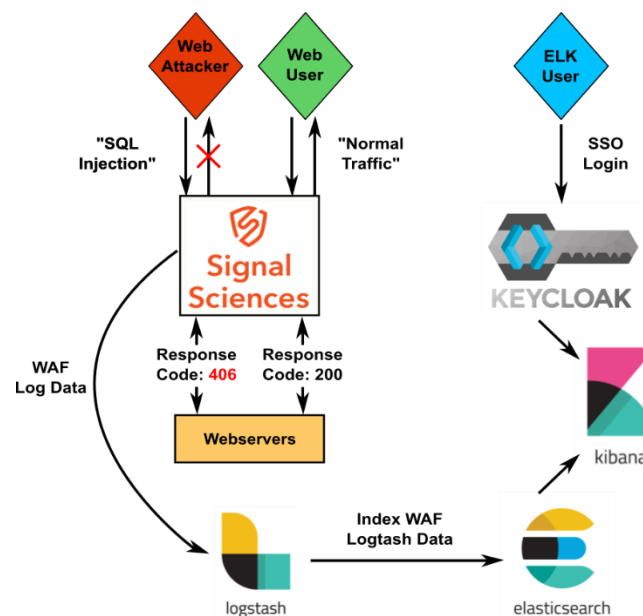 Web
Attacker
Web
User
ELK
User
"SQL
Injection"
"Normal
Traffic"
SSO
Login
Signal
Sciences
KEYCLOAK
WAF
Log Data
Response
Code: 406
Response
Code: 200
Webservers
kibana
Index WAF
Logtash Data
logstash
elasticsearch